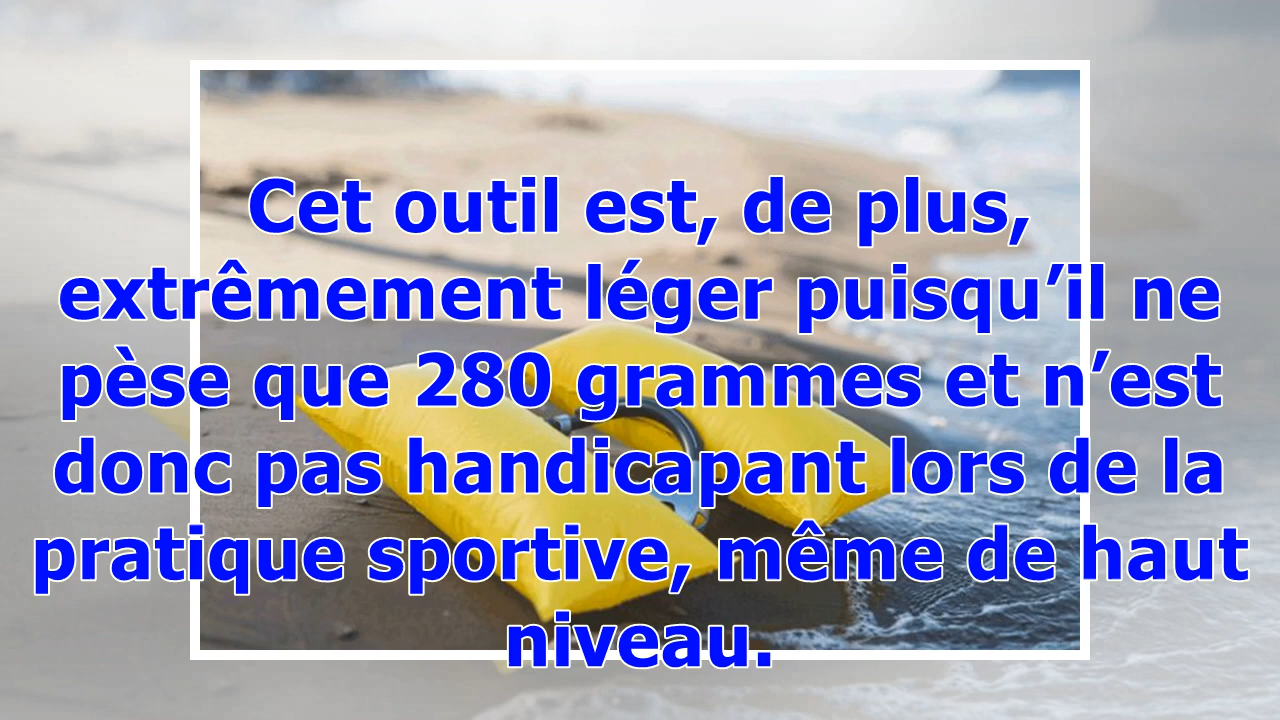 Cet outil est, de plus,
extrêmement léger puisqu’il ne
pèse que 280 grammes et n’est
donc pas handicapant lors de la
pratique sportive, même de haut
niveau.